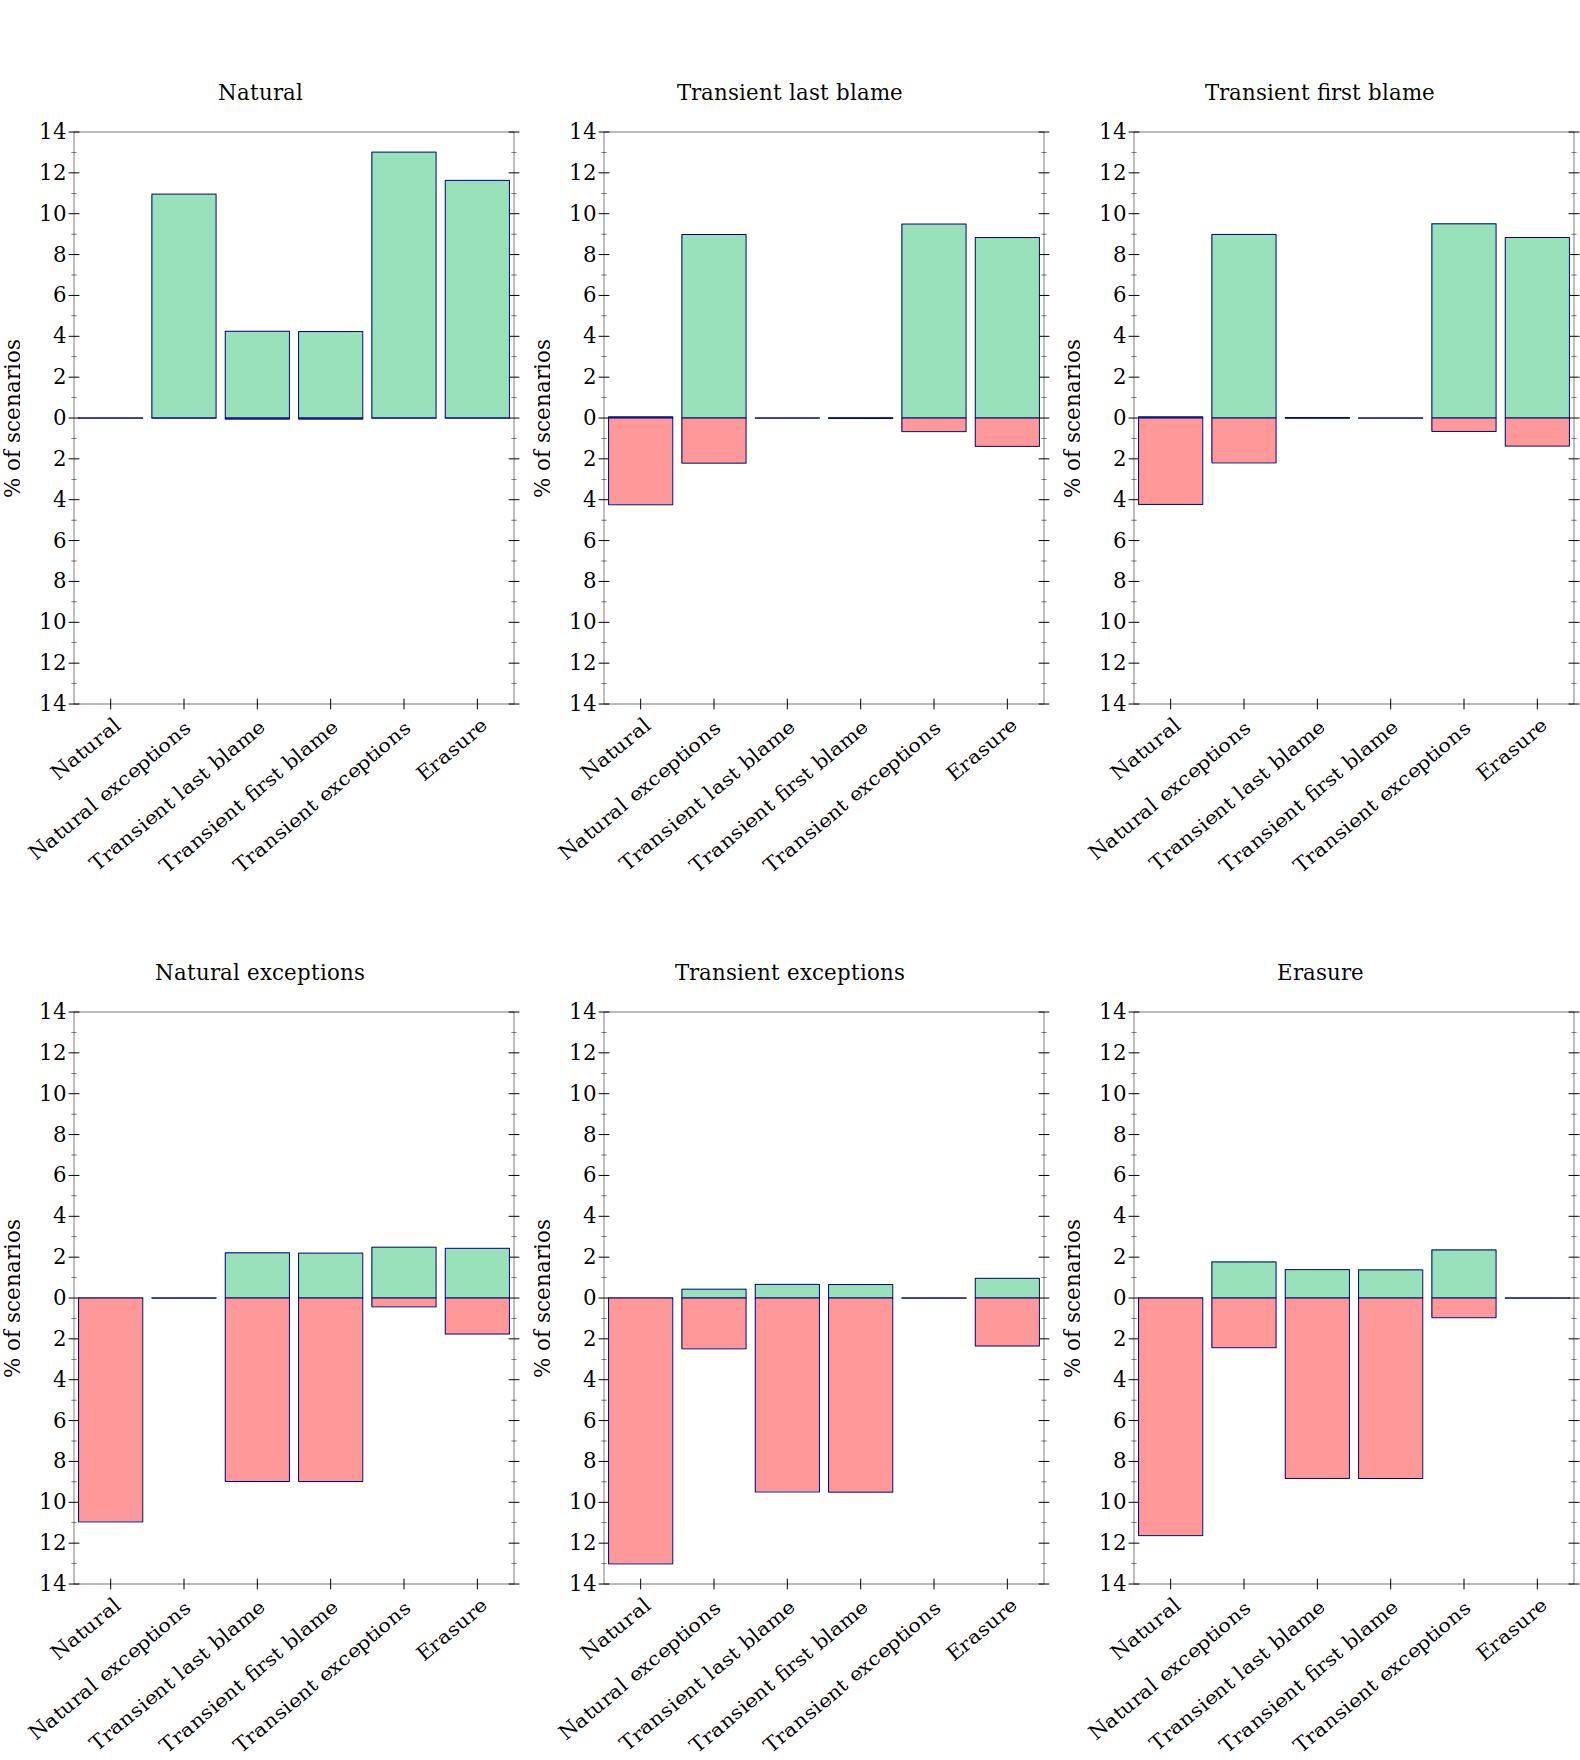 Natural
% of scenarios
14
12
10
8
6
4
2
0
2
4
6
8
10
12
14
Natural
Natural exceptions
Transient last blame
Transient first blame
Transient exceptions
Erasure
Transient last blame
% of scenarios
14
12
10
8
6
4
2
0
2
4
6
8
10
12
14
Natural
Natural exceptions
Transient last blame
Transient first blame
Transient exceptions
Erasure
Transient first blame
% of scenarios
14
12
10
8
6
4
2
0
2
4
6
8
10
12
14
Natural
Natural exceptions
Transient last blame
Transient first blame
Transient exceptions
Erasure
Natural exceptions
% of scenarios
14
12
10
8
6
4
2
0
2
4
6
8
10
12
14
Natural
Natural exceptions
Transient last blame
Transient first blame
Transient exceptions
Erasure
Transient exceptions
% of scenarios
14
12
10
8
6
4
2
0
2
4
6
8
10
12
14
Natural
Natural exceptions
Transient last blame
Transient first blame
Transient exceptions
Erasure
Erasure
% of scenarios
14
12
10
8
6
4
2
0
2
4
6
8
10
12
14
Natural
Natural exceptions
Transient last blame
Transient first blame
Transient exceptions
Erasure